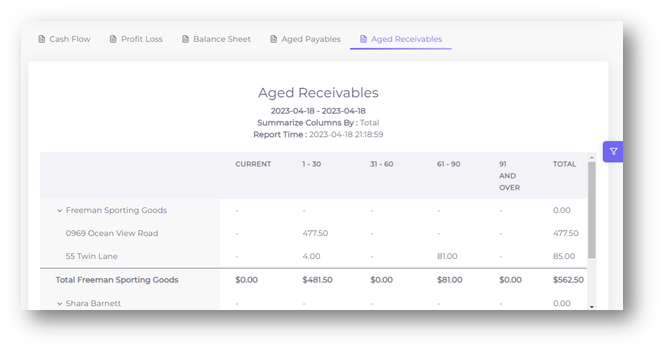 Cash Flow Profit Loss Balance Sheet Aged Payables Aged Receivables
Aged Receivables
2023-04-18 - 2023-04-18
Summarize Columns By : Total
Report Time : 2023-04-18 21:18:59
CURRENT 1 - 30 31 - 60 61 - 90 91 AND OVER TOTAL
Freeman Sporting Goods - - - - - 0.00
0969 Ocean View Road - 477.50 - - - 477.50
55 Twin Lane - 4.00 - 81.00 - 85.00
Total Freeman Sporting Goods $0.00 $481.50 $0.00 $81.00 $0.00 $562.50
Shara Barnett - - - - - 0.00